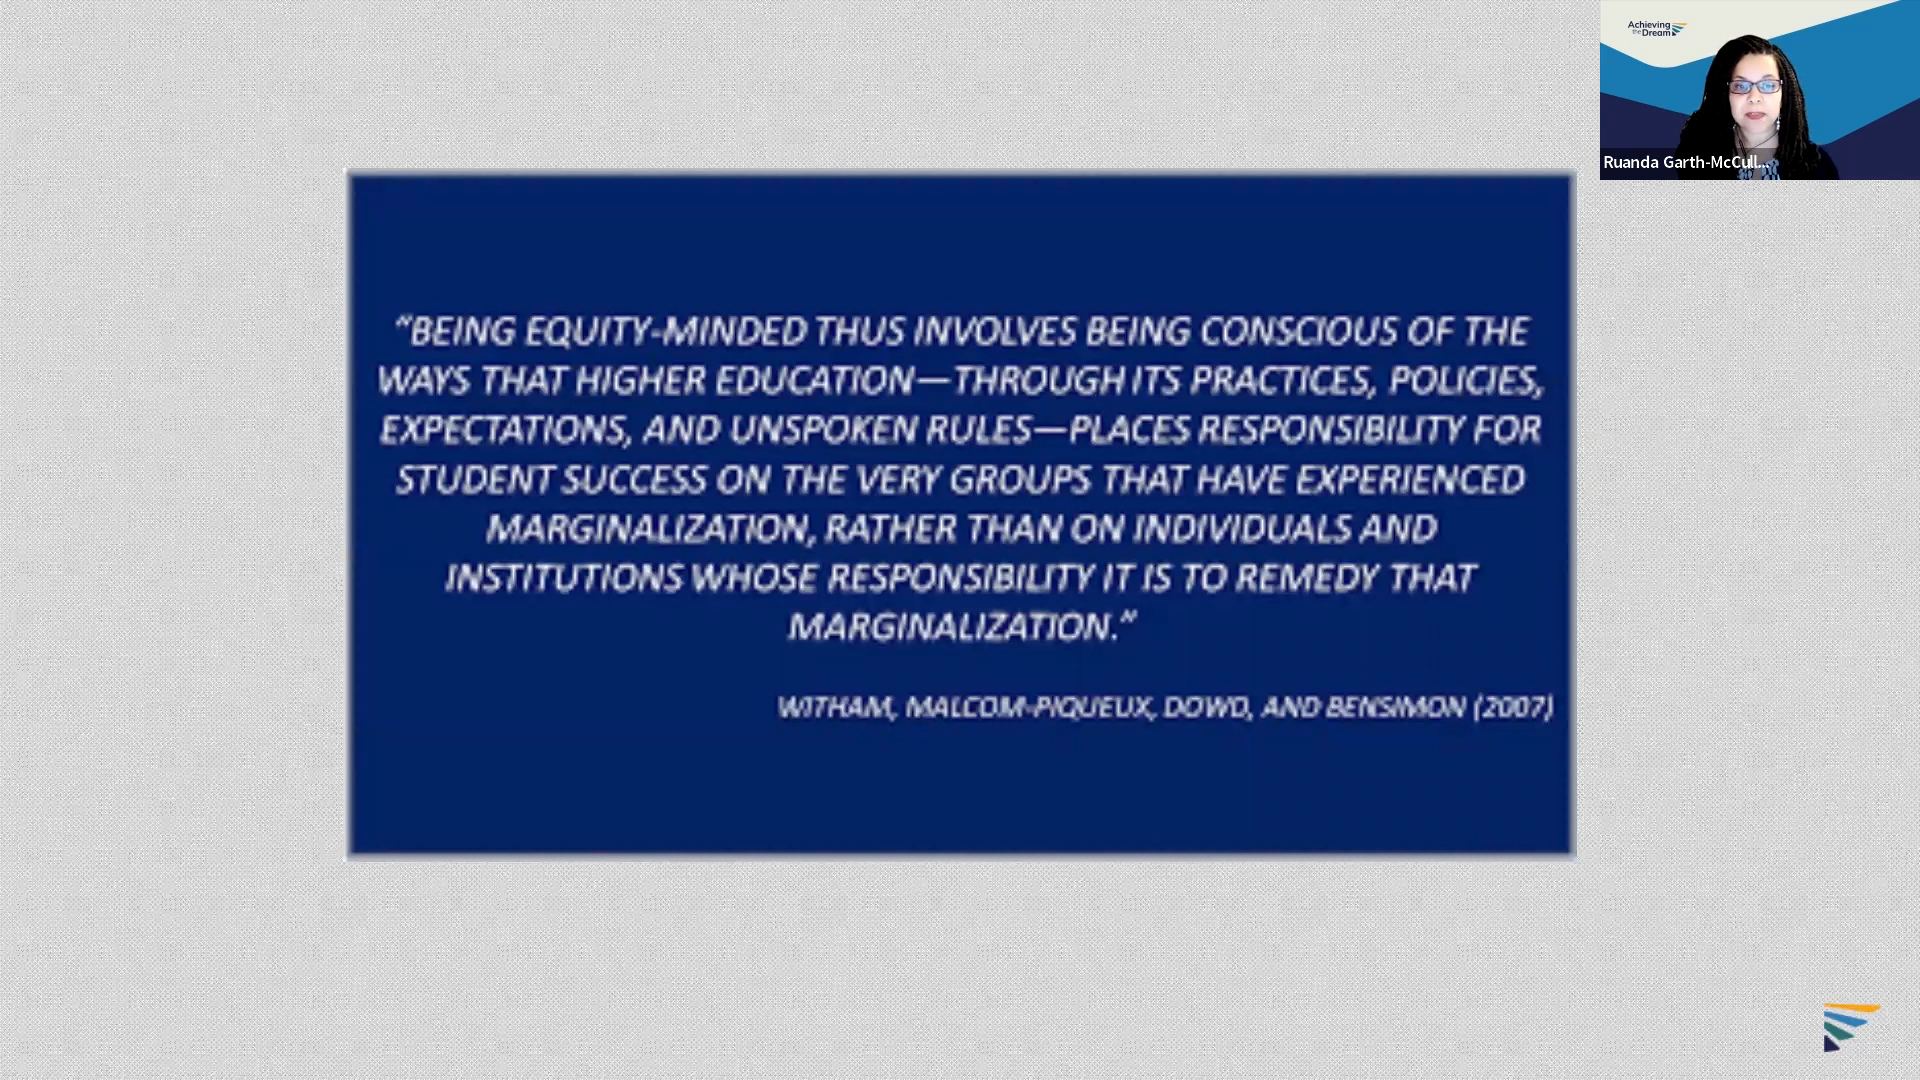 Achieving
the Dream
Ruanda Garth-McCull...
“BEING EQUITY-MINDED THUS INVOLVES BEING CONSCIOUS OF THE
WAYS THAT HIGHER EDUCATION—THROUGH ITS PRACTICES, POLICIES,
EXPECTATIONS, AND UNSPOKEN RULES—PLACES RESPONSIBILITY FOR
STUDENT SUCCESS ON THE VERY GROUPS THAT HAVE EXPERIENCED
MARGINALIZATION, RATHER THAN ON INDIVIDUALS AND
INSTITUTIONS WHOSE RESPONSIBILITY IT IS TO REMEDY THAT
MARGINALIZATION.”
WITHAM, MALCOM-PIQUEUX, DOWD, AND BENSIMON (2007)